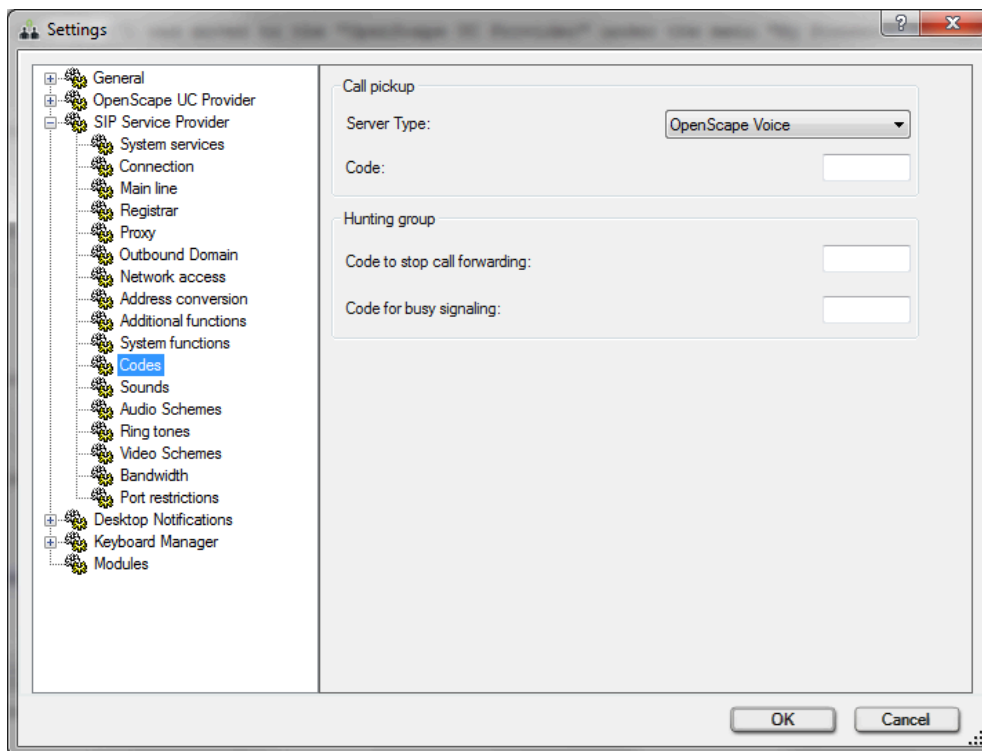 Settings
General
OpenScape UC Provider
SIP Service Provider
System services
Connection
Main line
Registrar
Proxy
Outbound Domain
Network access
Address conversion
Additional functions
System functions
Codes
Sounds
Audio Schemes
Ring tones
Video Schemes
Bandwidth
Port restrictions
Desktop Notifications
Keyboard Manager
Modules
Call pickup
Server Type: OpenScape Voice
Code:
Hunting group
Code to stop call forwarding:
Code for busy signaling:
OK Cancel